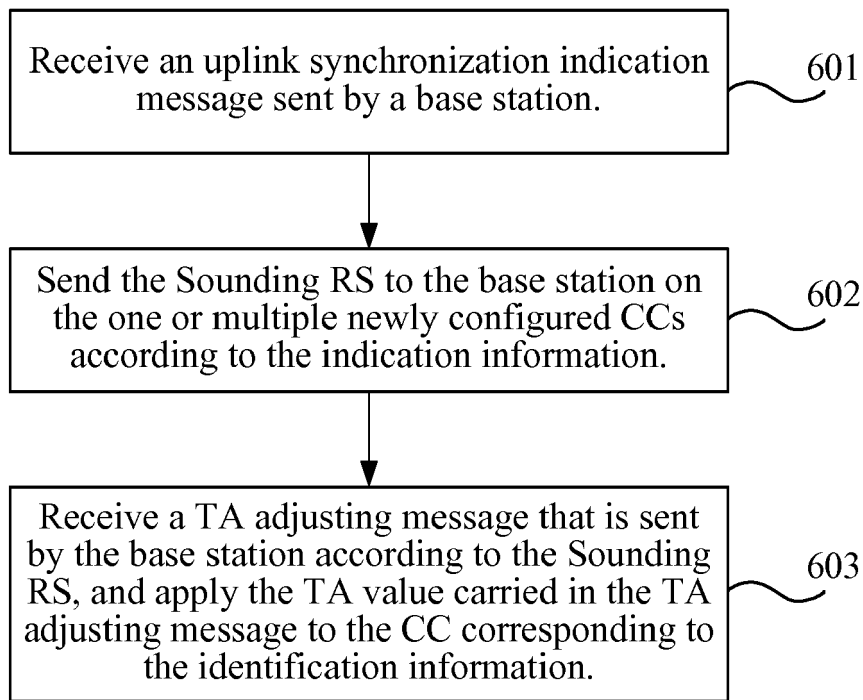 Receive an uplink synchronization indication
message sent by a base station.
601
Send the Sounding RS to the base station on
the one or multiple newly configured CCs
according to the indication information.
602
Receive a TA adjusting message that is sent
by the base station according to the Sounding
RS, and apply the TA value carried in the TA
adjusting message to the CC corresponding to
the identification information.
603